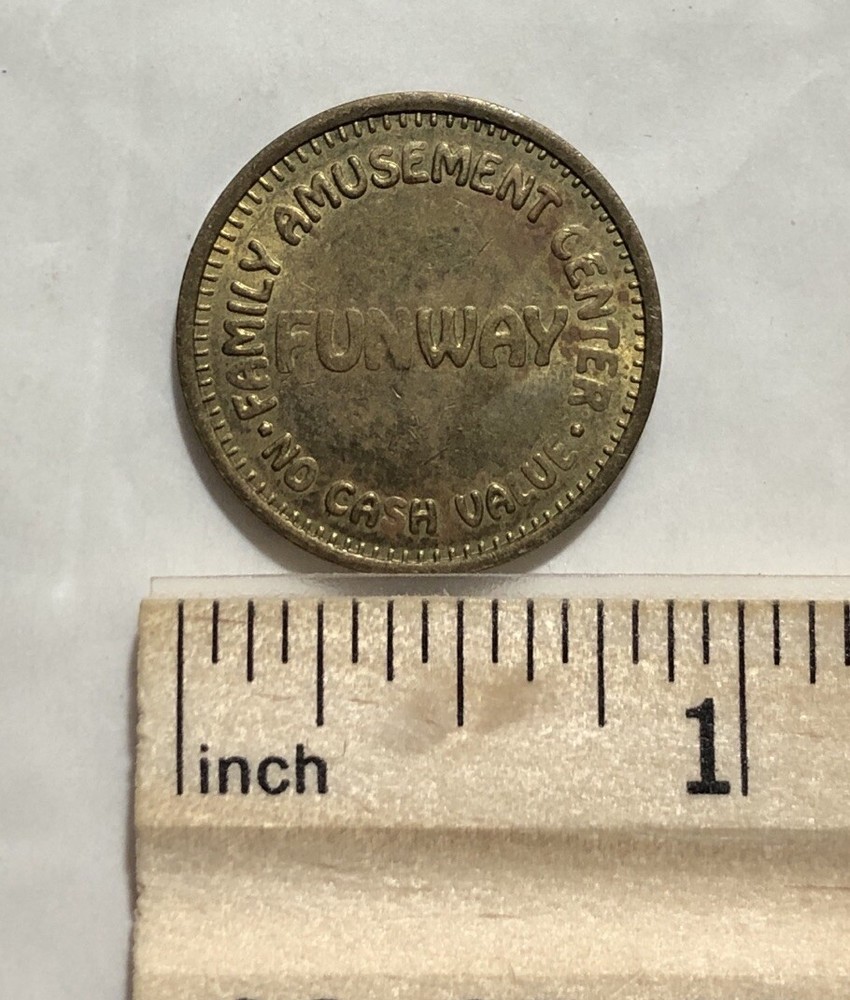 FAMILY AMUSEMENT CENTER
FUNWAY
· NO CASH VALUE ·
inch
1